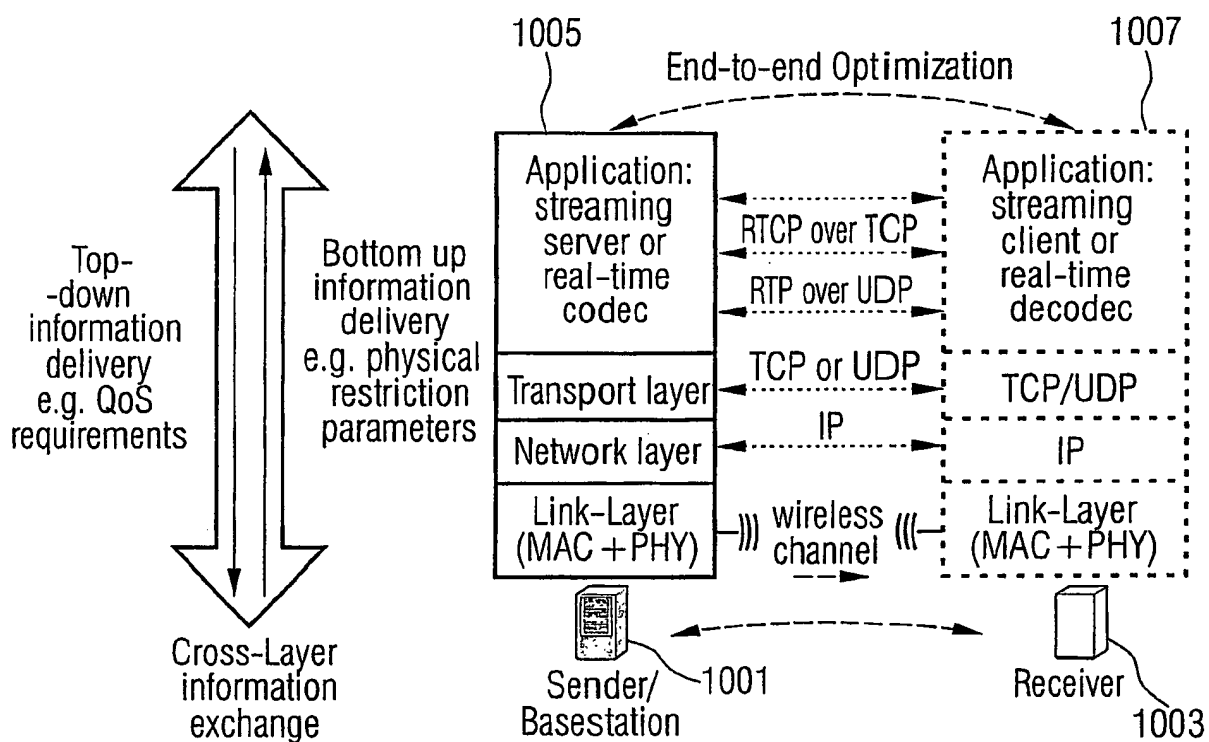 1005
1007
End-to-end Optimization
Top-
-down
information
delivery
e.g. QoS
requirements
Bottom up
information
delivery
e.g. physical
restriction
parameters
Cross-Layer
information
exchange
Application:
streaming
server or
real-time
codec
Transport layer
Network layer
Link-Layer
(MAC+PHY)
RTCP over TCP
RTP over UDP
TCP or UDP
IP
wireless
channel
Application:
streaming
client or
real-time
decodec
TCP/UDP
IP
Link-Layer
(MAC+PHY)
1001
Sender/
Basestation
Receiver
1003